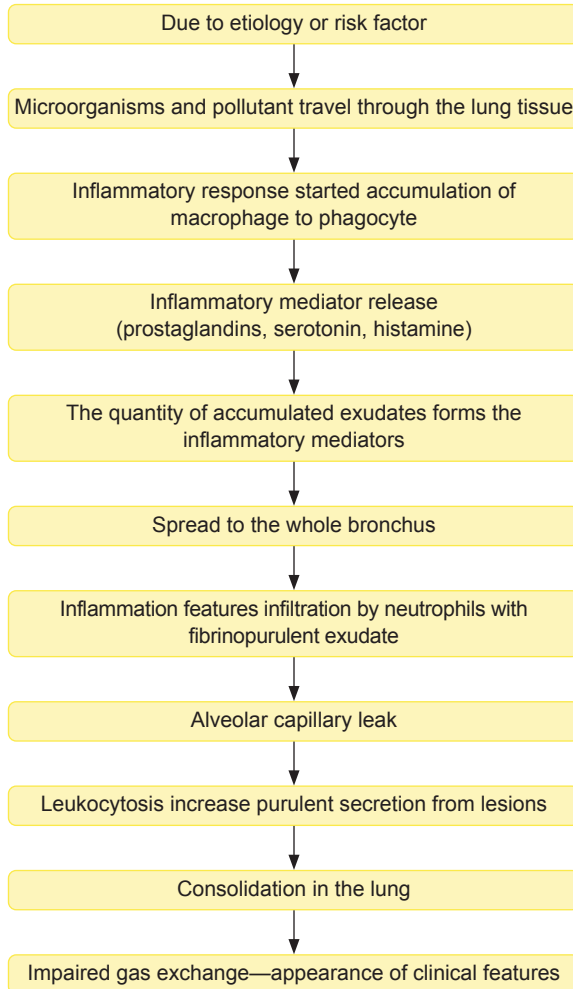 Due to etiology or risk factor
Microorganisms and pollutant travel through the lung tissue
Inflammatory response started accumulation of
macrophage to phagocyte
Inflammatory mediator release
(prostaglandins, serotonin, histamine)
The quantity of accumulated exudates forms the
inflammatory mediators
Spread to the whole bronchus
Inflammation features infiltration by neutrophils with
fibrinopurulent exudate
Alveolar capillary leak
Leukocytosis increase purulent secretion from lesions
Consolidation in the lung
Impaired gas exchange—appearance of clinical features